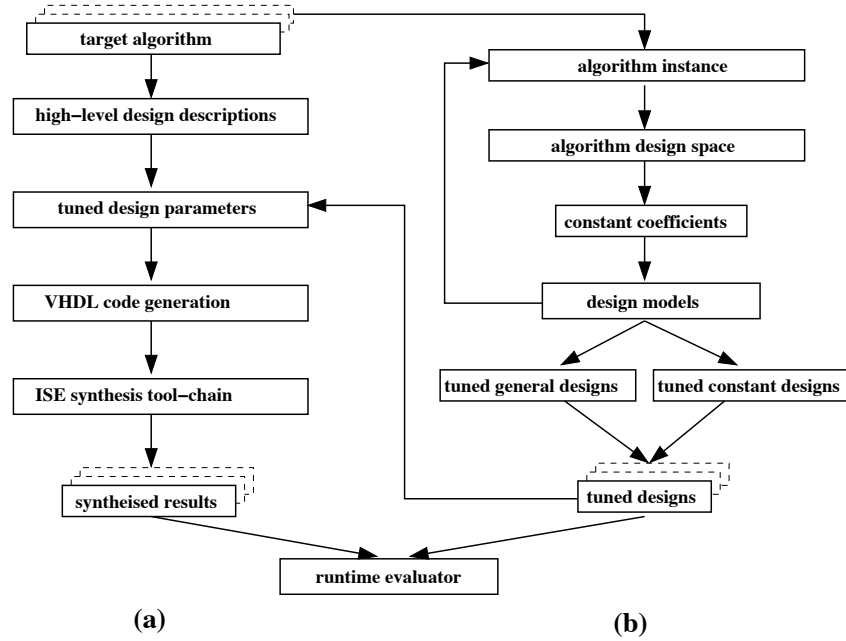 target algorithm
high-level design descriptions
tuned design parameters
VHDL code generation
ISE synthesis tool-chain
syntheised results
algorithm instance
algorithm design space
constant coefficients
design models
tuned general designs
tuned constant designs
tuned designs
runtime evaluator
(a)
(b)